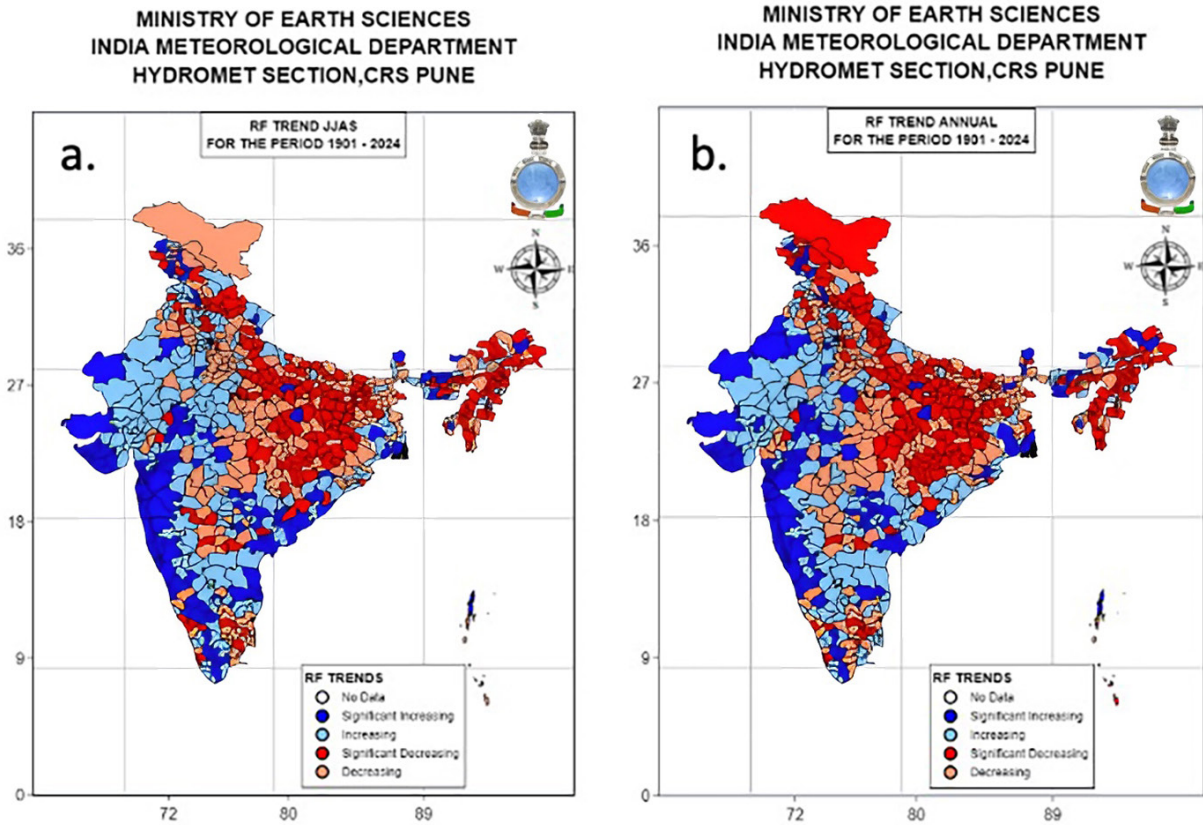 MINISTRY OF EARTH SCIENCES
INDIA METEOROLOGICAL DEPARTMENT
HYDROMET SECTION,CRS PUNE
a.
RF TREND JJAS
FOR THE PERIOD 1901 - 2024
N
W
E
S
36
27
18
9
0
72
80
89
RF TRENDS
No Data
Significant Increasing
Increasing
Significant Decreasing
Decreasing
MINISTRY OF EARTH SCIENCES
INDIA METEOROLOGICAL DEPARTMENT
HYDROMET SECTION,CRS PUNE
b.
RF TREND ANNUAL
FOR THE PERIOD 1901 - 2024
N
W
E
S
36
27
18
9
0
72
80
89
RF TRENDS
No Data
Significant Increasing
Increasing
Significant Decreasing
Decreasing